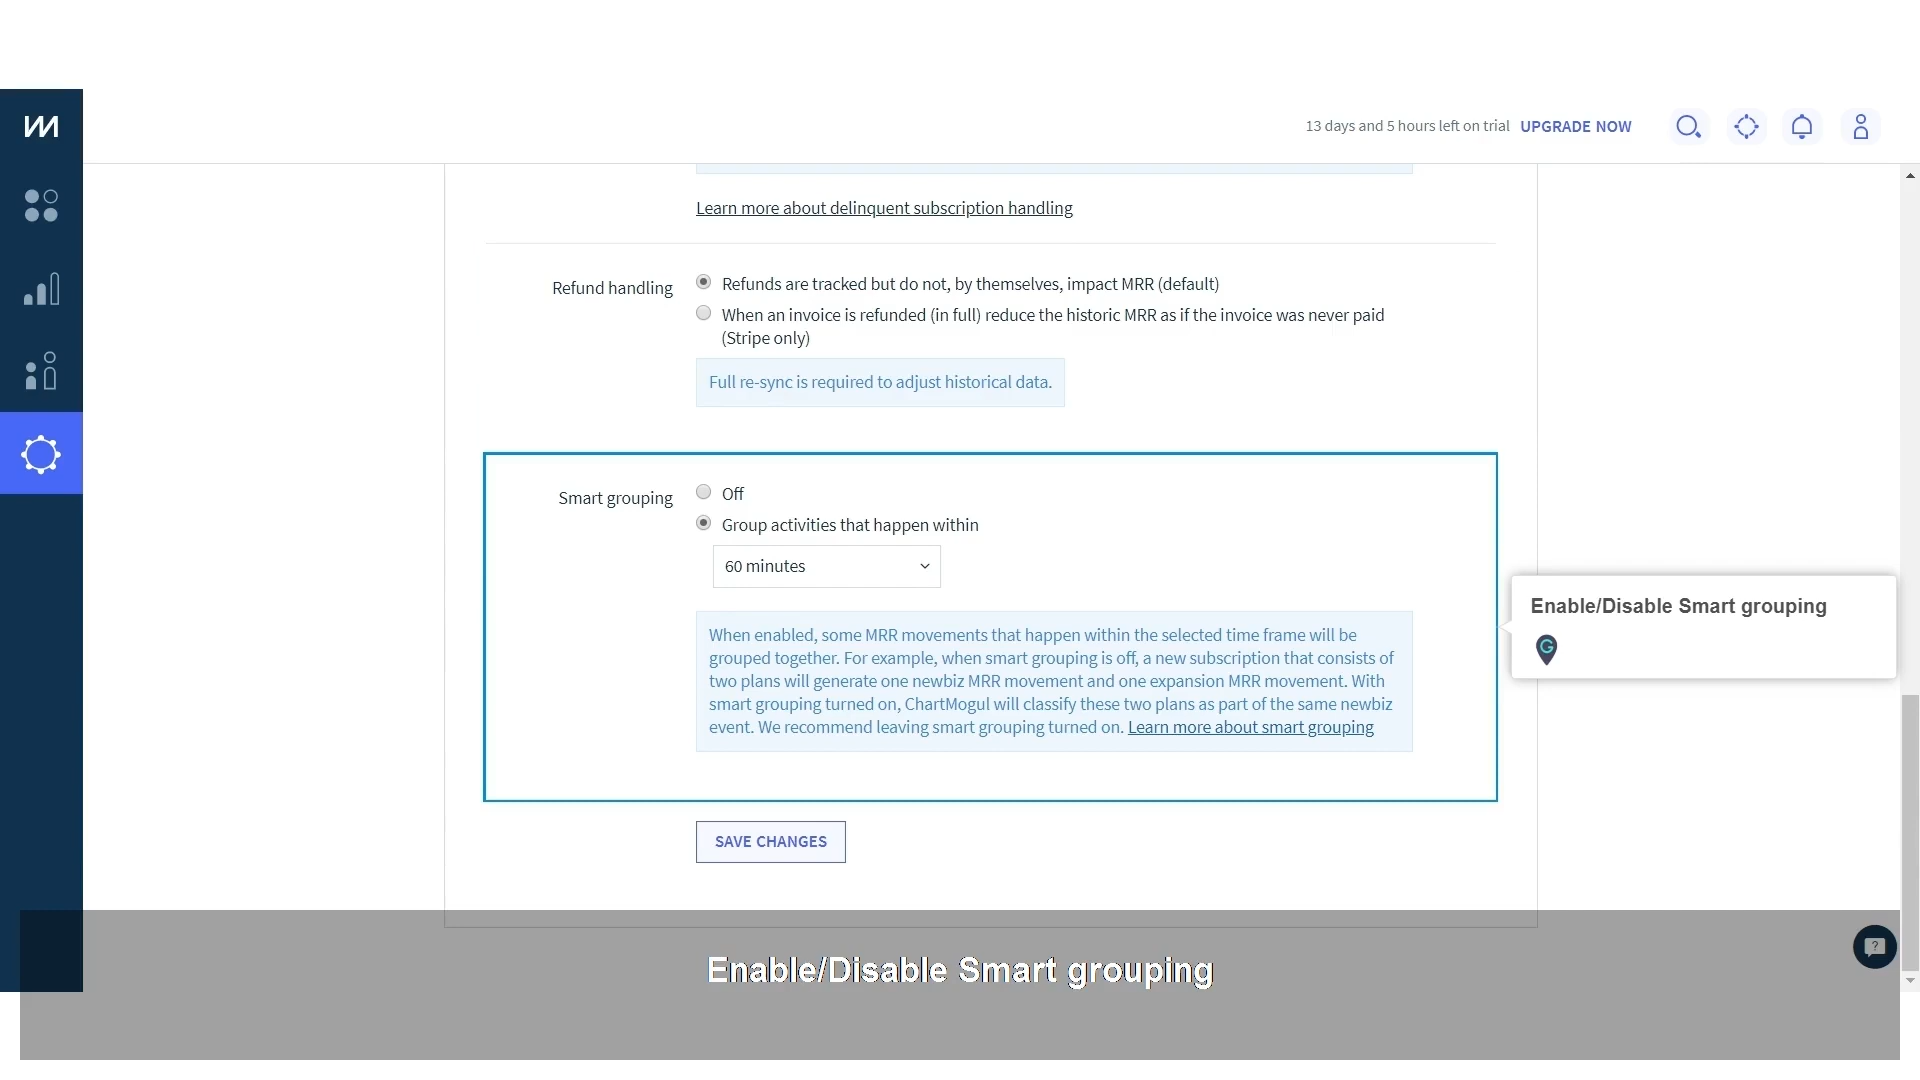 13 days and 5 hours left on trial UPGRADE NOW
Learn more about delinquent subscription handling
Refund handling
Refunds are tracked but do not, by themselves, impact MRR (default)
When an invoice is refunded (in full) reduce the historic MRR as if the invoice was never paid
(Stripe only)
Full re-sync is required to adjust historical data.
Smart grouping
Off
Group activities that happen within
60 minutes
When enabled, some MRR movements that happen within the selected time frame will be
grouped together. For example, when smart grouping is off, a new subscription that consists of
two plans will generate one newbiz MRR movement and one expansion MRR movement. With
smart grouping turned on, ChartMogul will classify these two plans as part of the same newbiz
event. We recommend leaving smart grouping turned on. Learn more about smart grouping
Enable/Disable Smart grouping
SAVE CHANGES
Enable/Disable Smart grouping